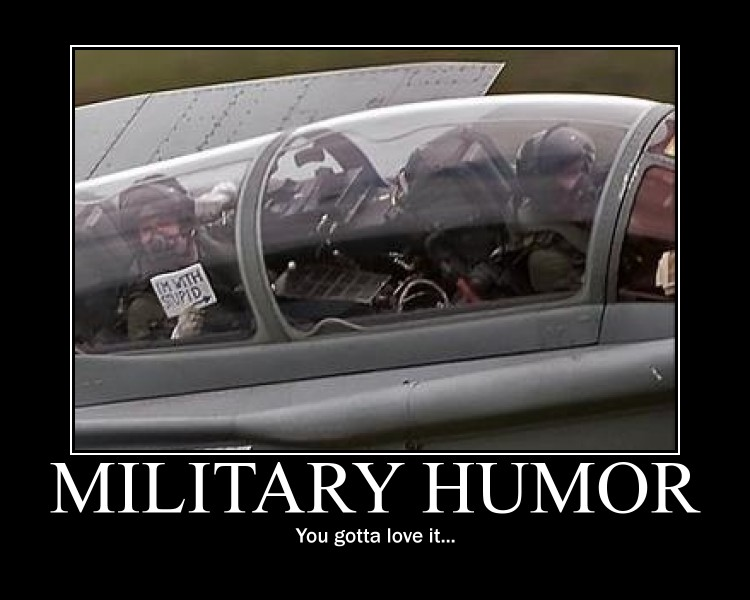 I'M WITH
STUPID→
MILITARY HUMOR
You gotta love it...